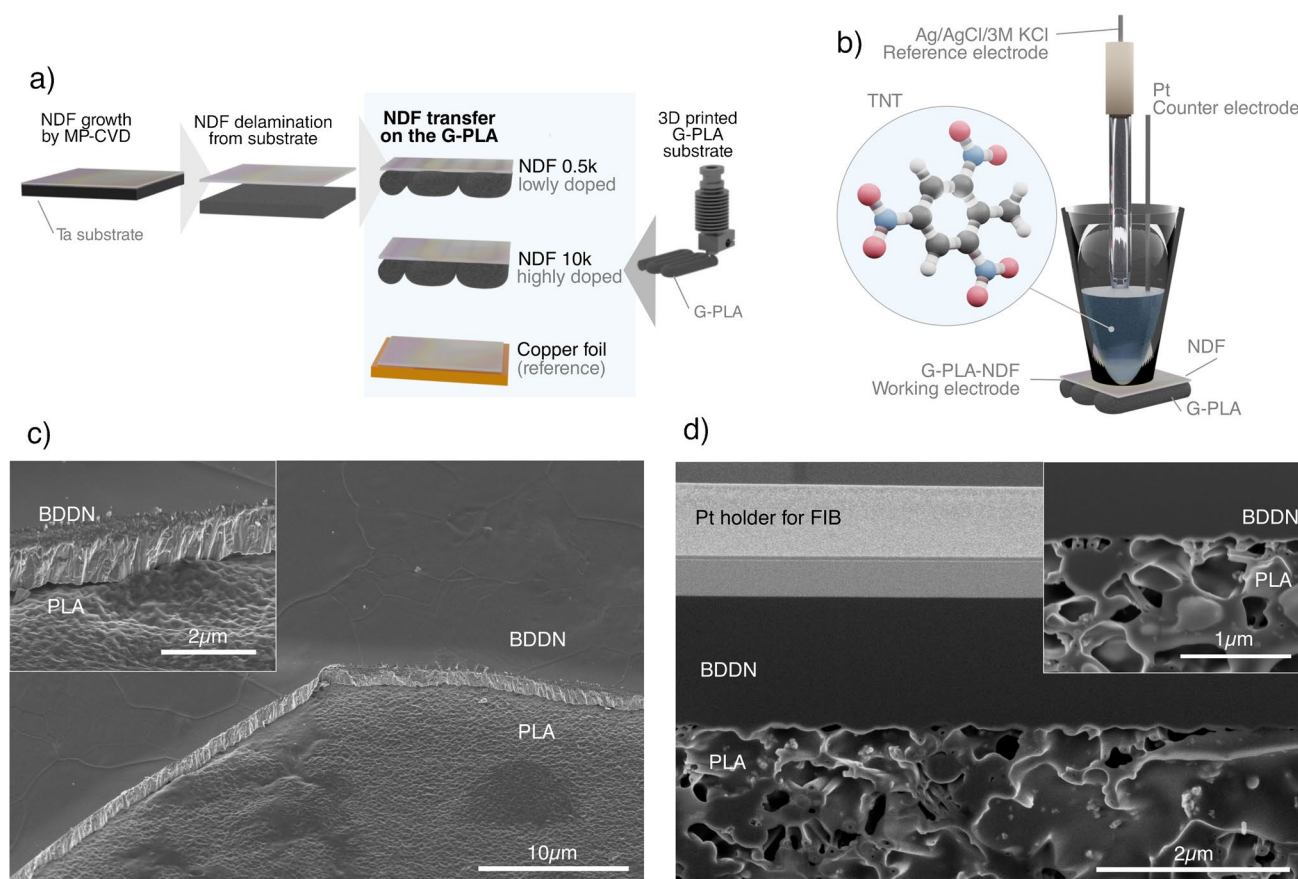 a)
NDF growth
by MP-CVD
Ta substrate
NDF delamination
from substrate
NDF transfer
on the G-PLA
NDF 0.5k
lowly doped
NDF 10k
highly doped
Copper foil
(reference)
3D printed
G-PLA
substrate
G-PLA
b)
Ag/AgCl/3M KCl
Reference electrode
Pt
Counter electrode
TNT
G-PLA-NDF
Working electrode
NDF
G-PLA
c)
BDDN
PLA
2µm
BDDN
PLA
10µm
d)
Pt holder for FIB
BDDN
PLA
1µm
BDDN
PLA
2µm